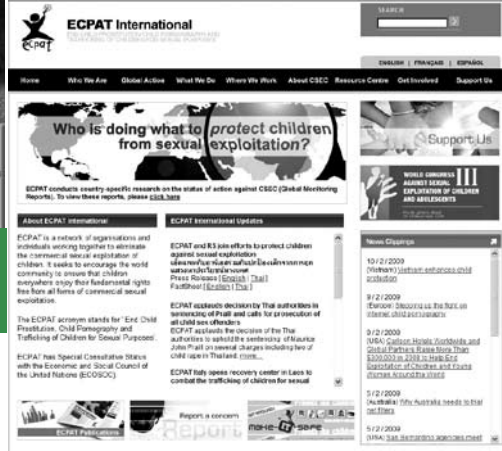 ecpat
ECPAT International
SEARCH
ENGLISH | FRANÇAIS | ESPAÑOL
Home Who We Are Global Action What We Do Where We Work About CSEC Resource Centre Get Involved Support Us
Who is doing what to protect children
from sexual exploitation?
ECPAT conducts country-specific research on the status of action against CSEC (Global Monitoring
Reports). To view these reports, please click here
Support Us
WORLD CONGRESS III
AGAINST SEXUAL
EXPLOITATION
OF CHILDREN
AND ADOLESCENTS
About ECPAT International
ECPAT is a network of organisations and
individuals working together to eliminate
the commercial sexual exploitation of
children. It seeks to encourage the world
community to ensure that children
everywhere enjoy their fundamental rights
free from all forms of commercial sexual
exploitation.
The ECPAT acronym stands for 'End Child
Prostitution, Child Pornography and
Trafficking of Children for Sexual Purposes'.
ECPAT has Special Consultative Status
with the Economic and Social Council of
the United Nations (ECOSOC).
ECPAT International Updates
ECPAT and RS join efforts to protect children
against sexual exploitation
Press Release [English | Thai]
FactSheet [English | Thai]
ECPAT applauds decision by Thai authorities in
sentencing of Praill and calls for prosecution of
all child sex offenders
ECPAT applauds the decision of the Thai
authorities to uphold the sentencing of Maurice
John Praill on several charges including two of
child rape in Thailand. more...
ECPAT Italy opens recovery center in Laos to
combat the trafficking of children for sexual
News Clippings
10/2/2009
(Vietnam) Vietnam enhances child
protection
9/2/2009
(Europe) Stepping up the fight on
internet child pornography
(USA) Carlson Hotels Worldwide and
Global Partners Raise More Than
$300,000 in 2008 to Help End
Exploitation of Children and Young
Women Around the World
5/2/2009
(Australia) Why Australia needs to trial
net filters
5/2/2009
(USA) San Bernardino agencies meet
ECPAT Publications
Report a concern
Report
make-IT-safe